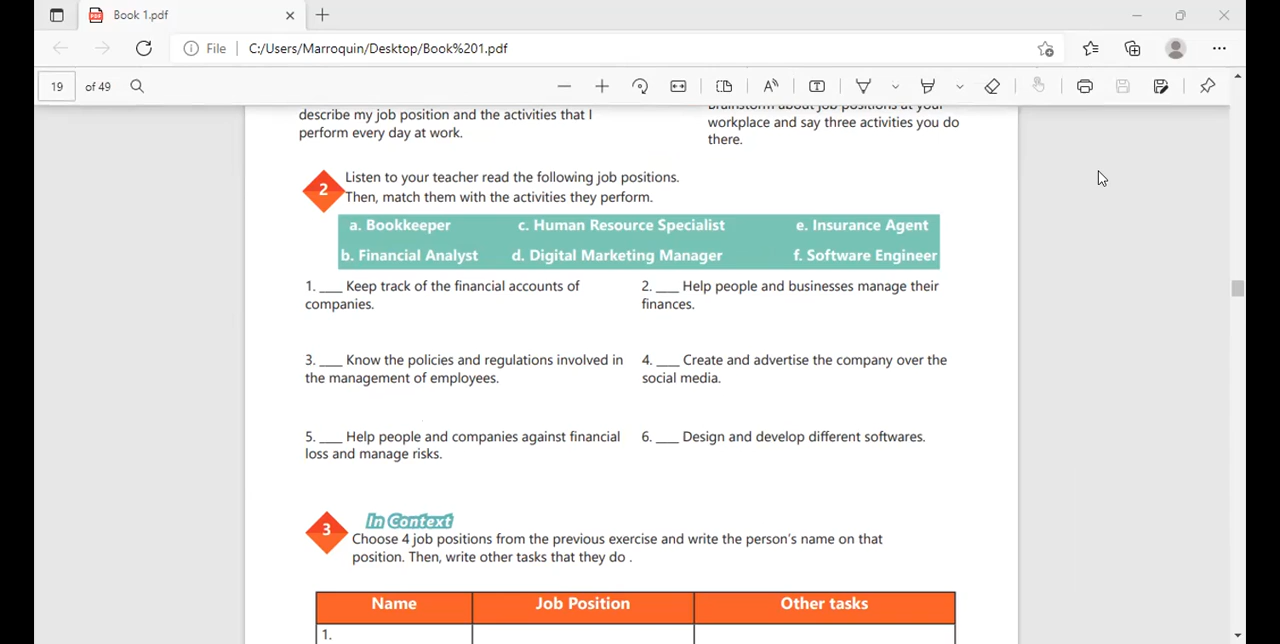 Book 1.pdf
File C:/Users/Marroquin/Desktop/Book%201.pdf
19 of 49
describe my job position and the activities that I
perform every day at work.
workplace and say three activities you do
there.
2
Listen to your teacher read the following job positions.
Then, match them with the activities they perform.
a. Bookkeeper c. Human Resource Specialist e. Insurance Agent
b. Financial Analyst d. Digital Marketing Manager f. Software Engineer
1. ___ Keep track of the financial accounts of
companies.
2. ___ Help people and businesses manage their
finances.
3. ___ Know the policies and regulations involved in
the management of employees.
4. ___ Create and advertise the company over the
social media.
5. ___ Help people and companies against financial
loss and manage risks.
6. ___ Design and develop different softwares.
3
In Context
Choose 4 job positions from the previous exercise and write the person's name on that
position. Then, write other tasks that they do .
Name Job Position Other tasks
1.